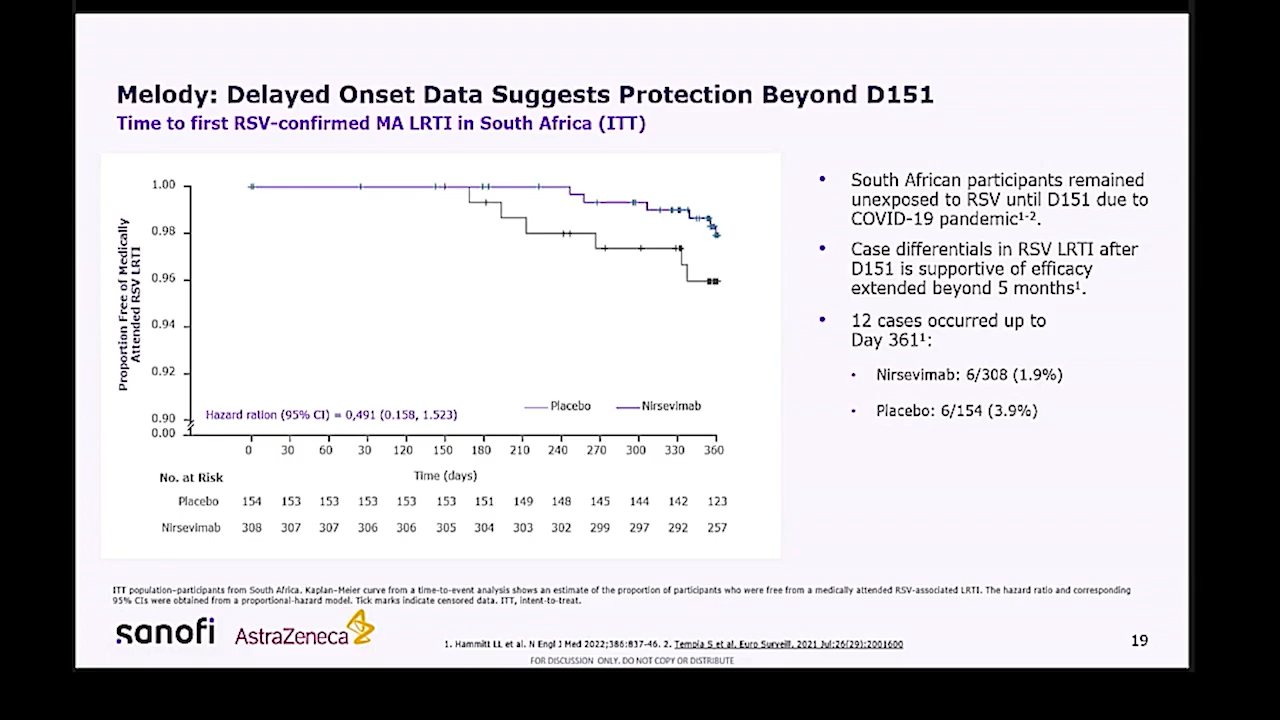 Melody: Delayed Onset Data Suggests Protection Beyond D151
Time to first RSV-confirmed MA LRTI in South Africa (ITT)
Proportion Free of Medically
Attended RSV LRTI
1.00
0.98
0.96
0.94
0.92
0.90
0.00
Hazard ration (95% CI) = 0,491 (0.158, 1.523)
Placebo
Nirsevimab
0 30 60 30 120 150 180 210 240 270 300 330 360
Time (days)
No. at Risk
Placebo 154 153 153 153 153 153 151 149 148 145 144 142 123
Nirsevimab 308 307 307 306 306 305 304 303 302 299 297 292 257
• South African participants remained
unexposed to RSV until D151 due to
COVID-19 pandemic¹⁻².
• Case differentials in RSV LRTI after
D151 is supportive of efficacy
extended beyond 5 months¹.
• 12 cases occurred up to
Day 361¹:
• Nirsevimab: 6/308 (1.9%)
• Placebo: 6/154 (3.9%)
ITT population–participants from South Africa. Kaplan–Meier curve from a time-to-event analysis shows an estimate of the proportion of participants who were free from a medically attended RSV-associated LRTI. The hazard ratio and corresponding
95% CIs were obtained from a proportional-hazard model. Tick marks indicate censored data. ITT, intent-to-treat.
sanofi
AstraZeneca
1. Hammitt LL et al. N Engl J Med 2022;386:837-46. 2. Tempia S et al. Euro Surveill. 2021 Jul;26(29):2001600
FOR DISCUSSION ONLY. DO NOT COPY OR DISTRIBUTE
19